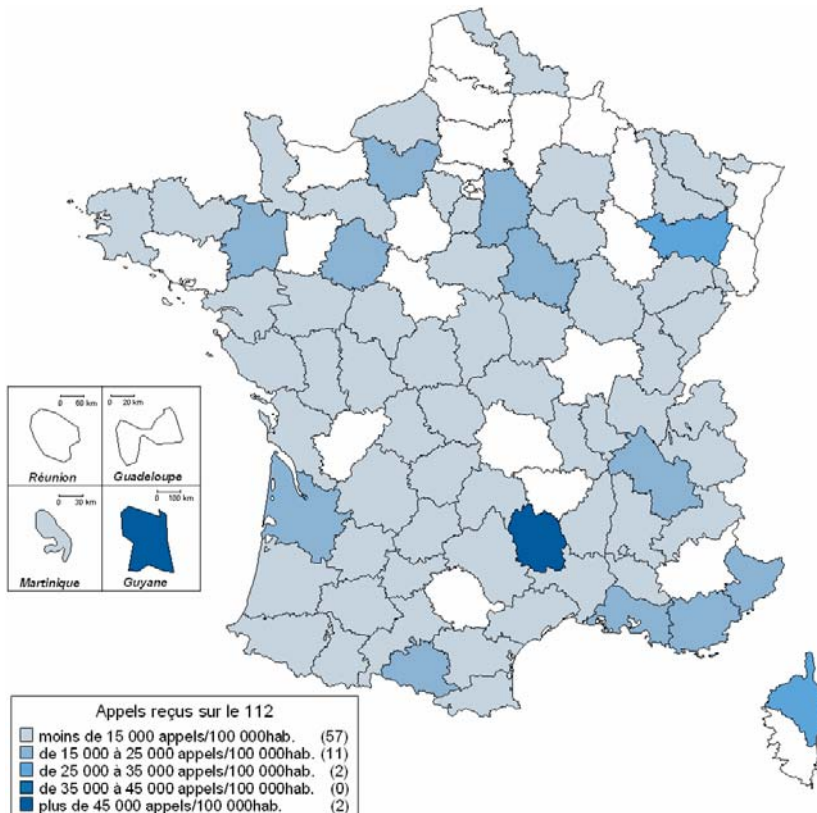 0 60 km
0 20 km
Réunion
Guadeloupe
0 30 km
0 100 km
Martinique
Guyane
Appels reçus sur le 112
moins de 15 000 appels/100 000hab. (57)
de 15 000 à 25 000 appels/100 000hab. (11)
de 25 000 à 35 000 appels/100 000hab. (2)
de 35 000 à 45 000 appels/100 000hab. (0)
plus de 45 000 appels/100 000hab. (2)